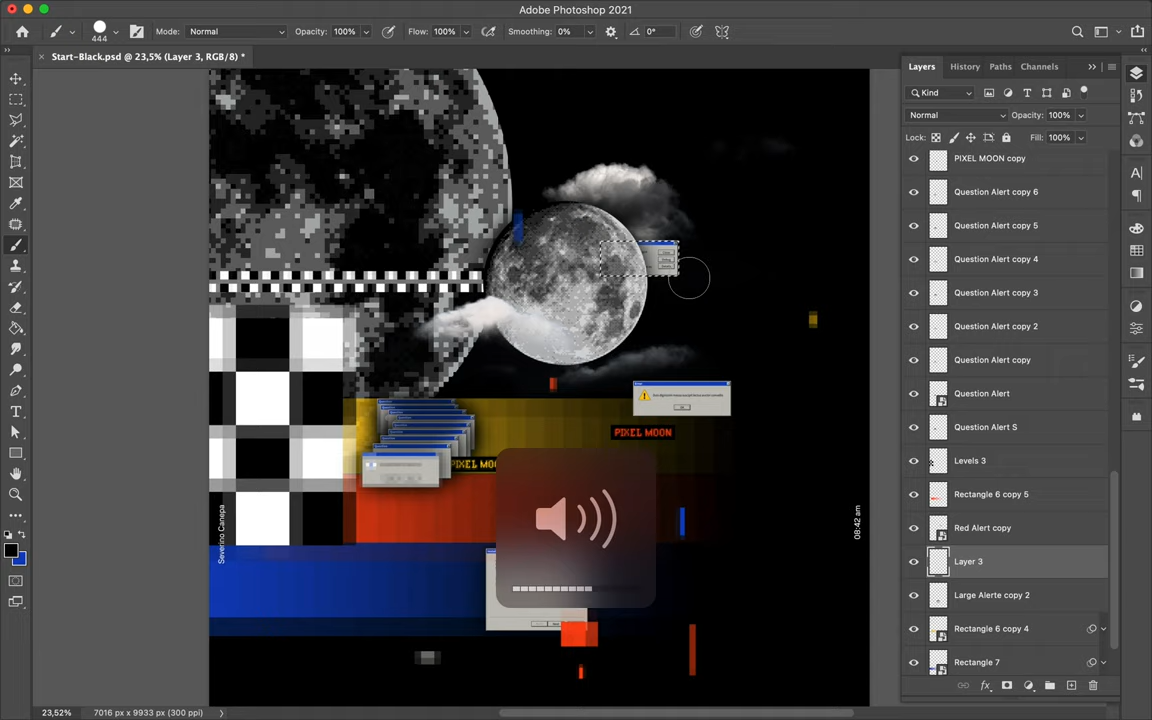 Adobe Photoshop 2021
444
Mode: Normal
Opacity: 100%
Flow: 100%
Smoothing: 0%
0°
Start-Black.psd @ 23,5% (Layer 3, RGB/8) *
Layers
History
Paths
Channels
Kind
Normal
Opacity: 100%
Lock:
Fill: 100%
PIXEL MOON copy
Question Alert copy 6
Question Alert copy 5
Question Alert copy 4
Question Alert copy 3
Question Alert copy 2
Question Alert copy
Question Alert
Question Alert S
Levels 3
Rectangle 6 copy 5
Red Alert copy
Layer 3
Large Alerte copy 2
Rectangle 6 copy 4
Rectangle 7
PIXEL MOON
PIXEL MOO
Severino Canepa
08:42 am
23,52%
7016 px x 9933 px (300 ppi)